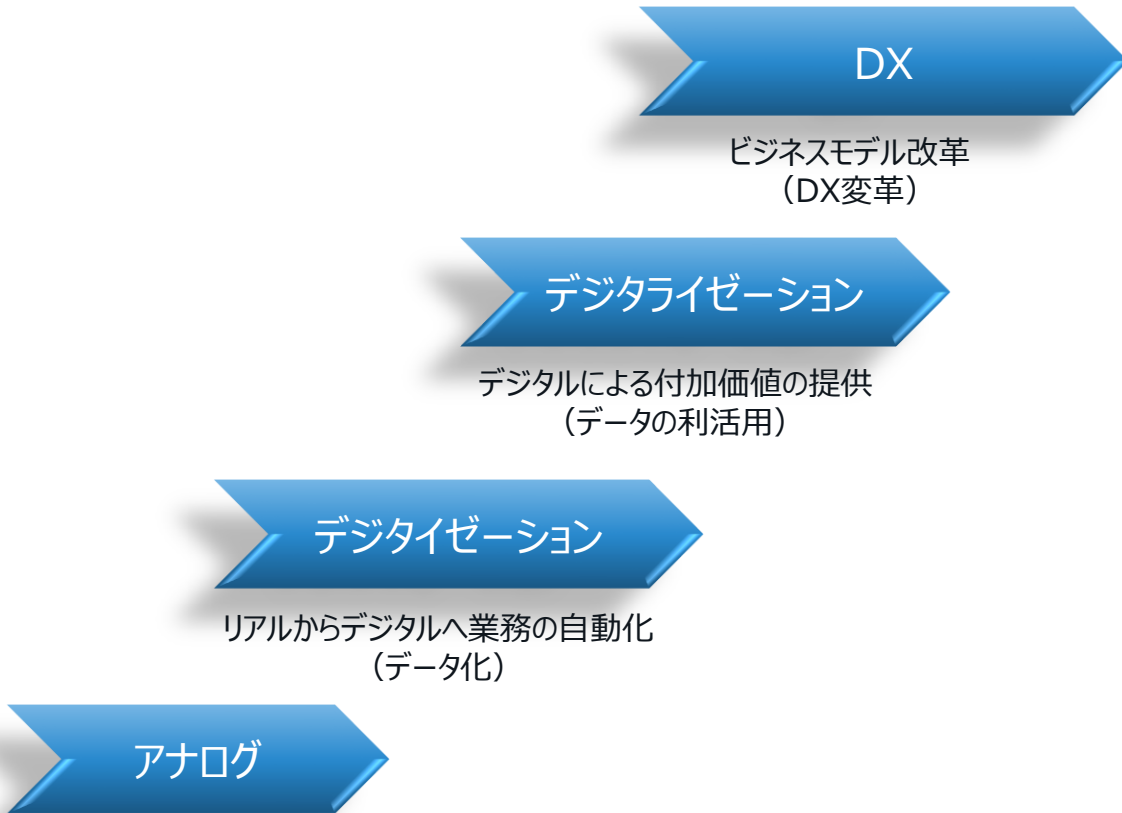 DX
ビジネスモデル改革
（DX変革）
デジタライゼーション
デジタルによる付加価値の提供
（データの利活用）
デジタイゼーション
リアルからデジタルへ業務の自動化
（データ化）
アナログ